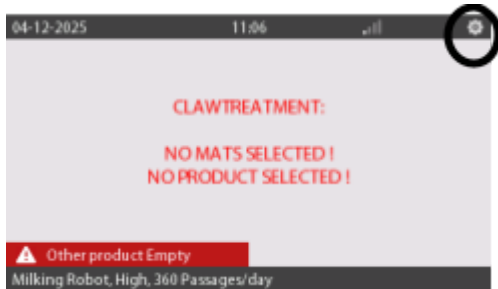 04-12-2025 11:06
CLAWTREATMENT:
NO MATS SELECTED !
NO PRODUCT SELECTED !
Other product Empty
Milking Robot, High, 360 Passages/day